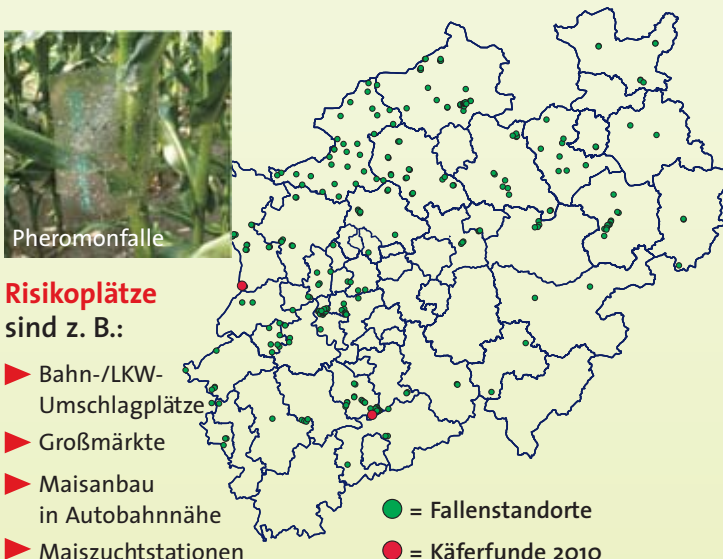 Pheromonfalle
Risikoplätze
sind z. B.:
Bahn-/LKW-
Umschlagplätze
Großmärkte
Maisanbau
in Autobahnnähe
Maiszuchtstationen
= Fallenstandorte
= Käferfunde 2010